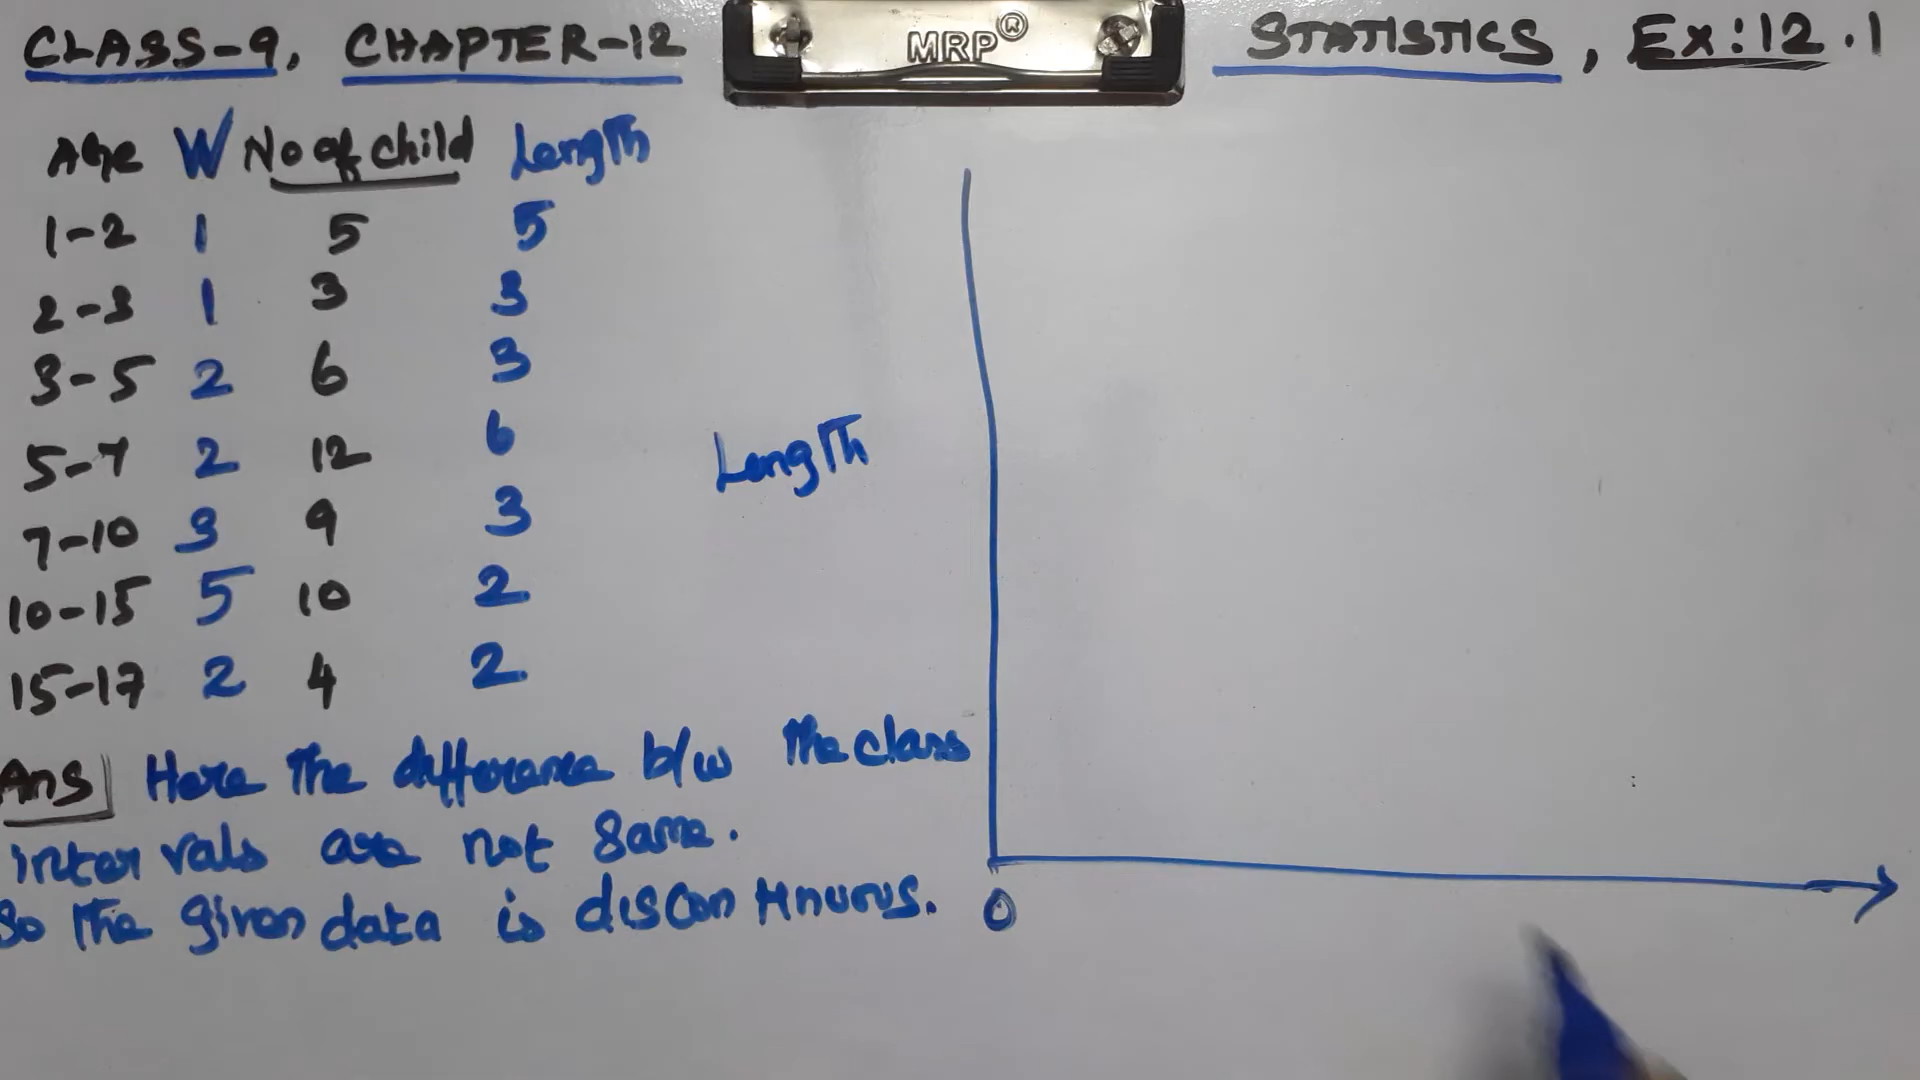 CLASS-9, CHAPTER-12
MRP®
STATISTICS, Ex:12.1
Age W No of child Length
1-2 1 5 5
2-3 1 3 3
3-5 2 6 3
5-7 2 12 6
7-10 3 9 3
10-15 5 10 2
15-17 2 4 2
Length
0
Ans Here the difference b/w the class
intervals are not same.
So the given data is discontinuous.